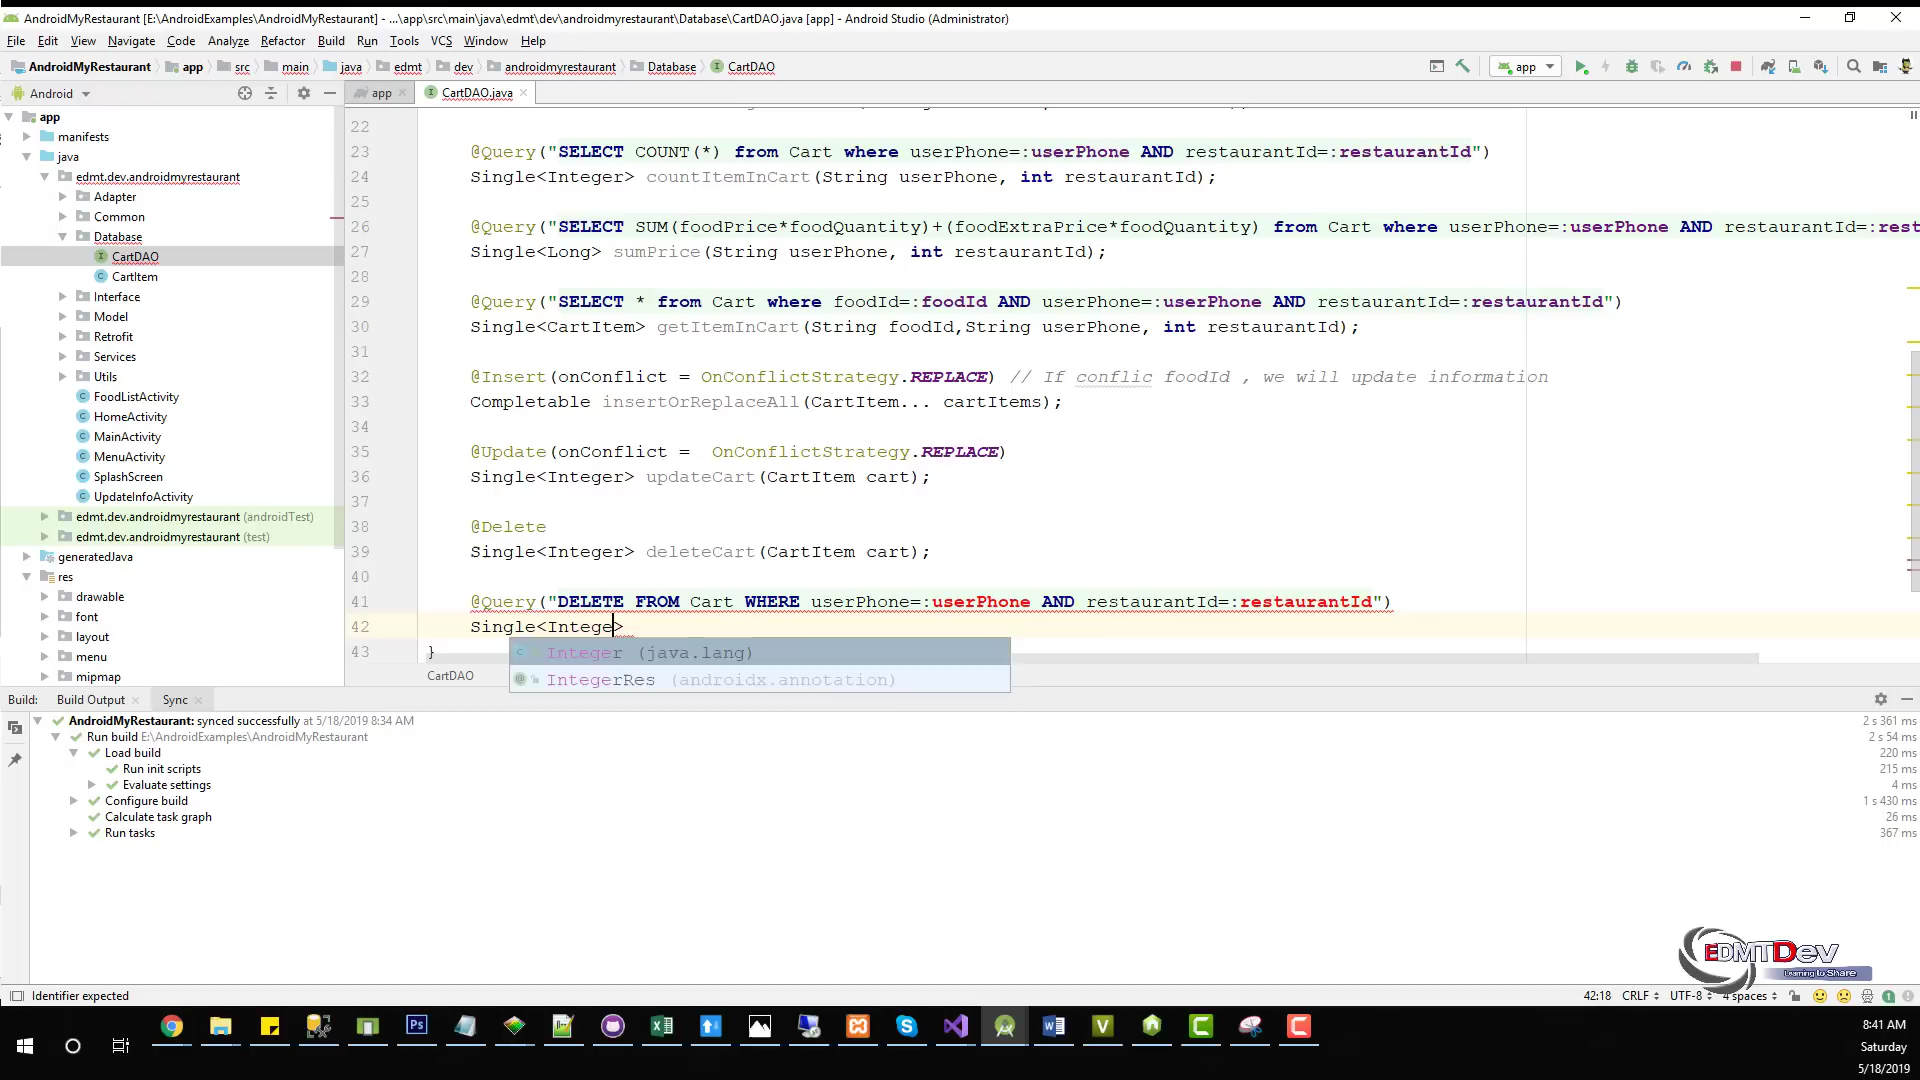 AndroidMyRestaurant [E:\AndroidExamples\AndroidMyRestaurant] - ...\app\src\main\java\edmt\dev\androidmyrestaurant\Database\CartDAO.java [app] - Android Studio (Administrator)
File Edit View Navigate Code Analyze Refactor Build Run Tools VCS Window Help
AndroidMyRestaurant app src main java edmt dev androidmyrestaurant Database CartDAO app
Android app CartDAO.java
app
manifests
java
edmt.dev.androidmyrestaurant
Adapter
Common
Database
CartDAO
CartItem
Interface
Model
Retrofit
Services
Utils
FoodListActivity
HomeActivity
MainActivity
MenuActivity
SplashScreen
UpdateInfoActivity
edmt.dev.androidmyrestaurant (androidTest)
edmt.dev.androidmyrestaurant (test)
generatedJava
res
drawable
font
layout
menu
mipmap
22
23 @Query("SELECT COUNT(*) from Cart where userPhone=:userPhone AND restaurantId=:restaurantId")
24 Single<Integer> countItemInCart(String userPhone, int restaurantId);
25
26 @Query("SELECT SUM(foodPrice*foodQuantity)+(foodExtraPrice*foodQuantity) from Cart where userPhone=:userPhone AND restaurantId=:rest
27 Single<Long> sumPrice(String userPhone, int restaurantId);
28
29 @Query("SELECT * from Cart where foodId=:foodId AND userPhone=:userPhone AND restaurantId=:restaurantId")
30 Single<CartItem> getItemInCart(String foodId,String userPhone, int restaurantId);
31
32 @Insert(onConflict = OnConflictStrategy.REPLACE) // If conflic foodId , we will update information
33 Completable insertOrReplaceAll(CartItem... cartItems);
34
35 @Update(onConflict =  OnConflictStrategy.REPLACE)
36 Single<Integer> updateCart(CartItem cart);
37
38 @Delete
39 Single<Integer> deleteCart(CartItem cart);
40
41 @Query("DELETE FROM Cart WHERE userPhone=:userPhone AND restaurantId=:restaurantId")
42 Single<Intege>
43 }
Integer (java.lang)
IntegerRes (androidx.annotation)
CartDAO
Build: Build Output Sync
AndroidMyRestaurant: synced successfully at 5/18/2019 8:34 AM 2 s 361 ms
Run build E:\AndroidExamples\AndroidMyRestaurant 2 s 54 ms
Load build 220 ms
Run init scripts 215 ms
Evaluate settings 4 ms
Configure build 1 s 430 ms
Calculate task graph 26 ms
Run tasks 367 ms
EDMTDev
Learning to Share
Identifier expected 42:18 CRLF UTF-8 4 spaces 1
8:41 AM
Saturday
5/18/2019